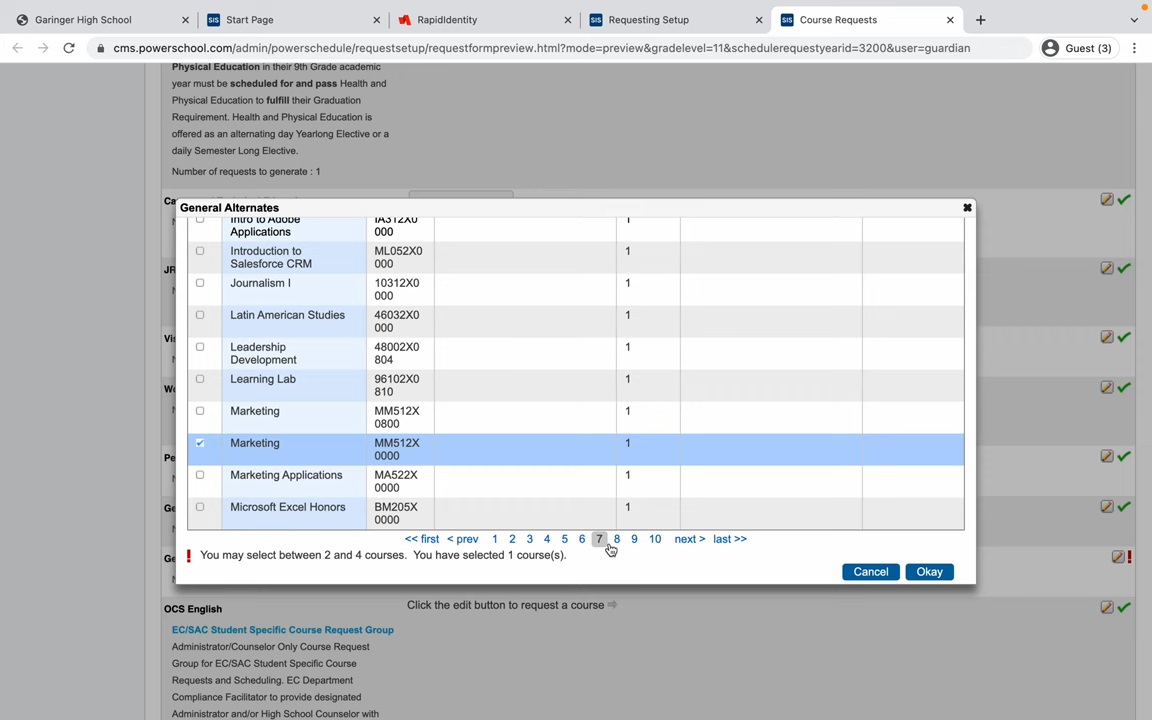 Garinger High School
Start Page
RapidIdentity
Requesting Setup
Course Requests
cms.powerschool.com/admin/powerschedule/requestsetup/requestformpreview.html?mode=preview&gradelevel=11&schedulerequestyearid=3200&user=guardian
Guest (3)
Physical Education in their 9th Grade academic
year must be scheduled for and pass Health and
Physical Education to fulfill their Graduation
Requirement. Health and Physical Education is
offered as an alternating day Yearlong Elective or a
daily Semester Long Elective.
Number of requests to generate : 1
General Alternates
Intro to Adobe IA312X0 1
Applications 000
Introduction to ML052X0 1
Salesforce CRM 000
Journalism I 10312X0 1
000
Latin American Studies 46032X0 1
000
Leadership 48002X0 1
Development 804
Learning Lab 96102X0 1
810
Marketing MM512X 1
0800
Marketing MM512X 1
0000
Marketing Applications MA522X 1
0000
Microsoft Excel Honors BM205X 1
0000
<< first < prev 1 2 3 4 5 6 7 8 9 10 next > last >>
! You may select between 2 and 4 courses. You have selected 1 course(s).
Cancel Okay
OCS English
Click the edit button to request a course
EC/SAC Student Specific Course Request Group
Administrator/Counselor Only Course Request
Group for EC/SAC Student Specific Course
Requests and Scheduling. EC Department
Compliance Facilitator to provide designated
Administrator and/or High School Counselor with